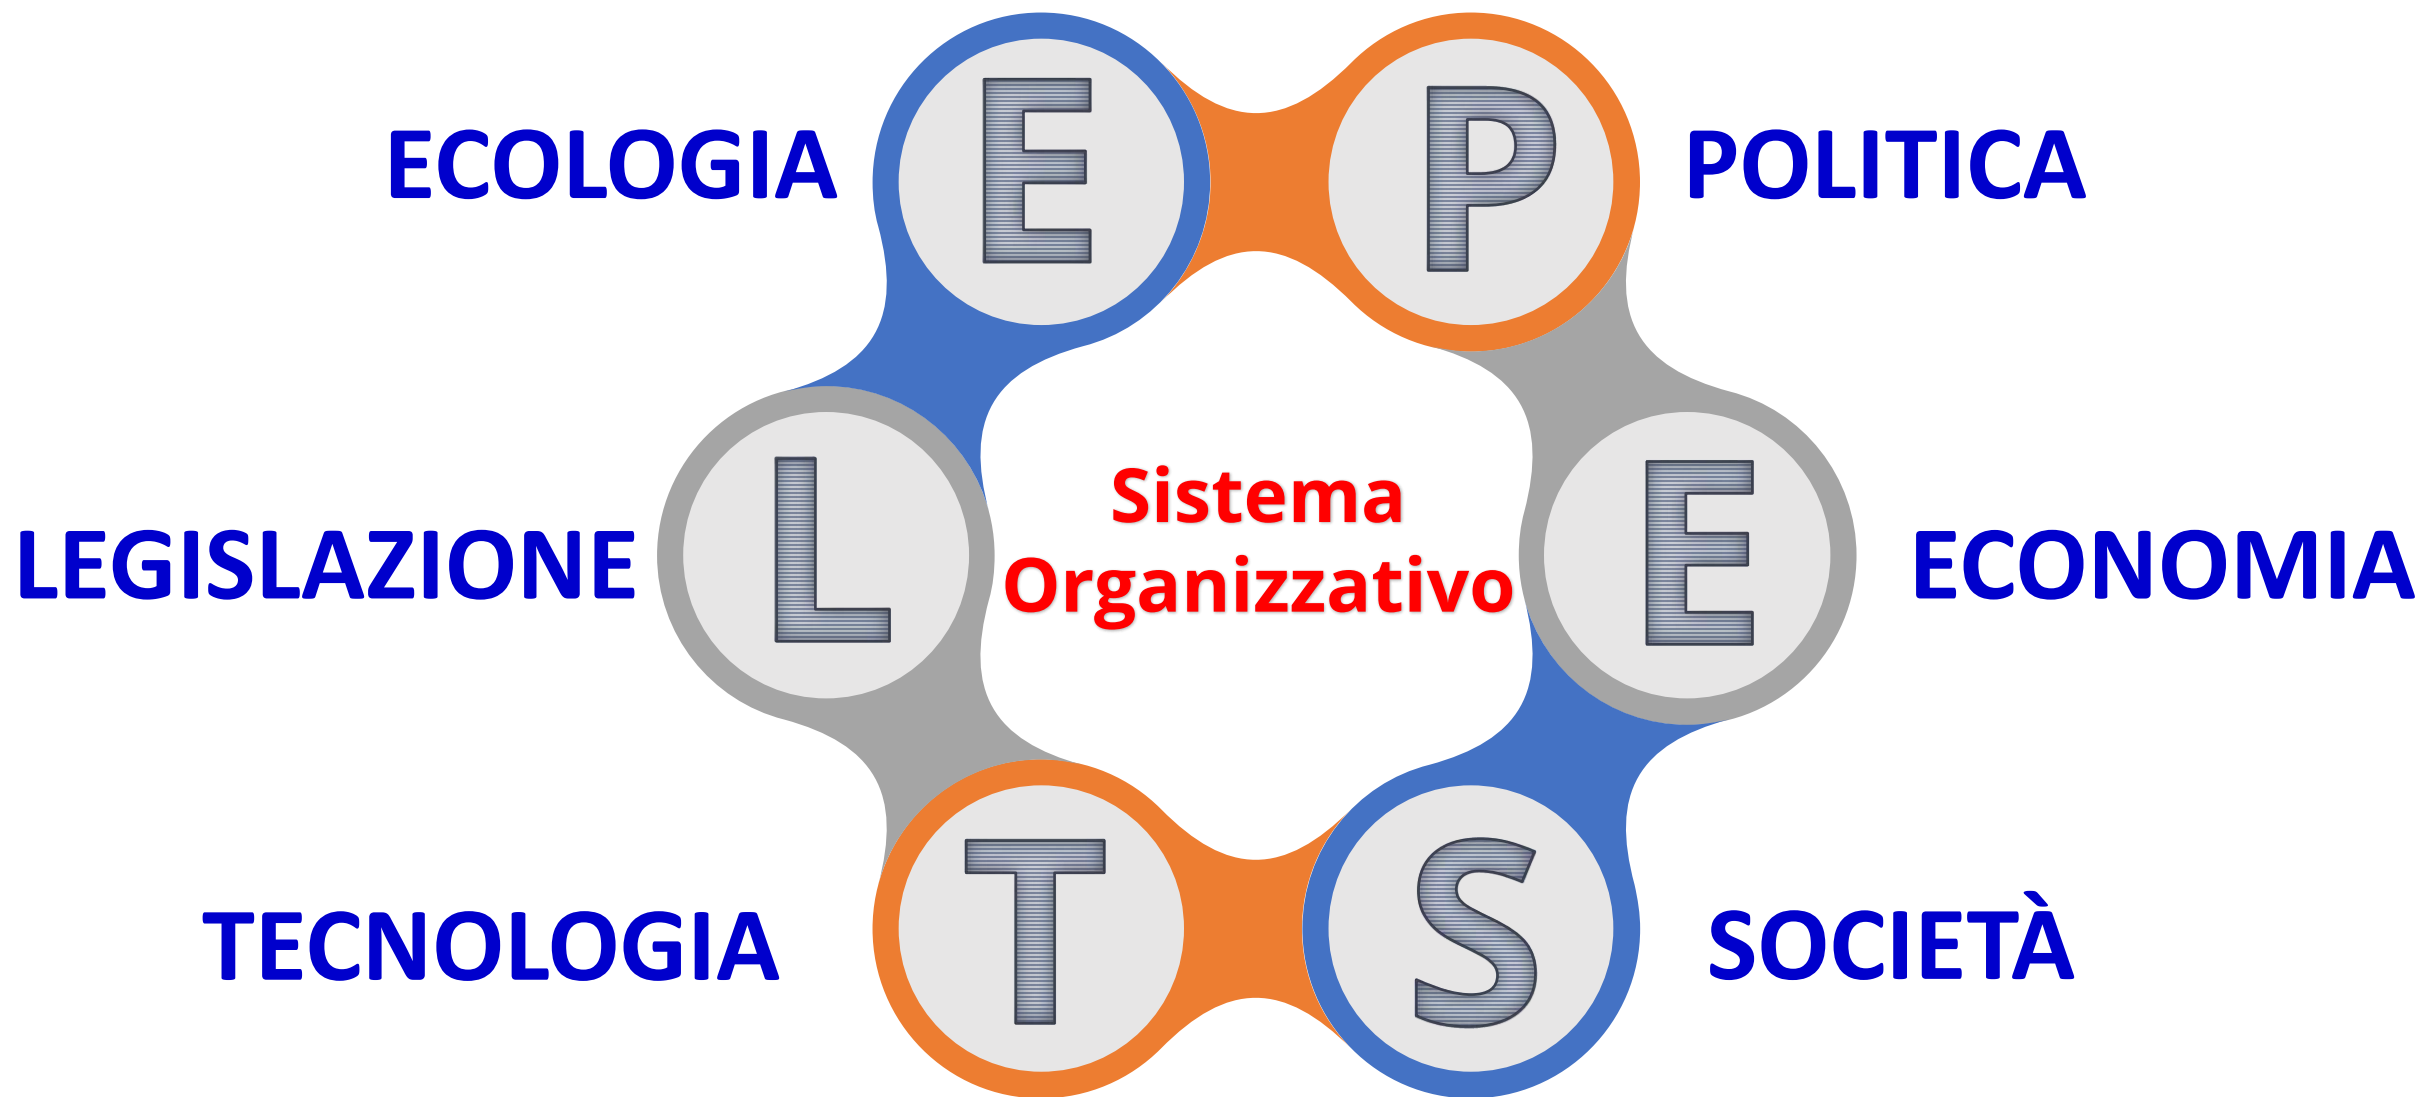 ECOLOGIA
E
P
POLITICA
LEGISLAZIONE
L
Sistema
Organizzativo
E
ECONOMIA
TECNOLOGIA
T
S
SOCIETÀ